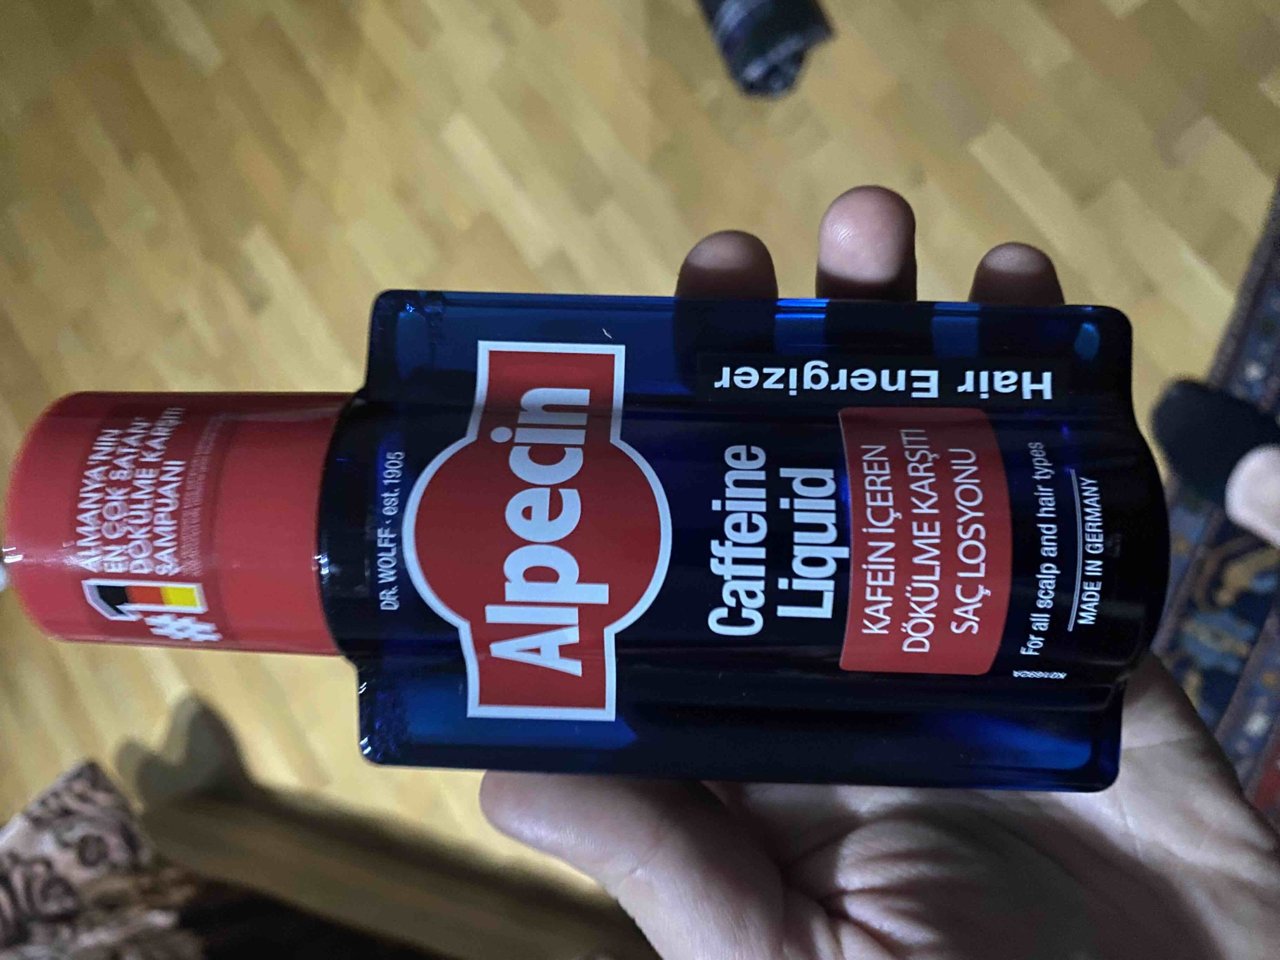 ALMANYA'NIN
EN ÇOK SATAN
DÖKÜLME KARŞITI
ŞAMPUANI
#1
DR. WOLFF · est. 1905
Alpecin
Caffeine
Liquid
Hair Energizer
KAFEİN İÇEREN
DÖKÜLME KARŞITI
SAÇ LOSYONU
For all scalp and hair types
MADE IN GERMANY